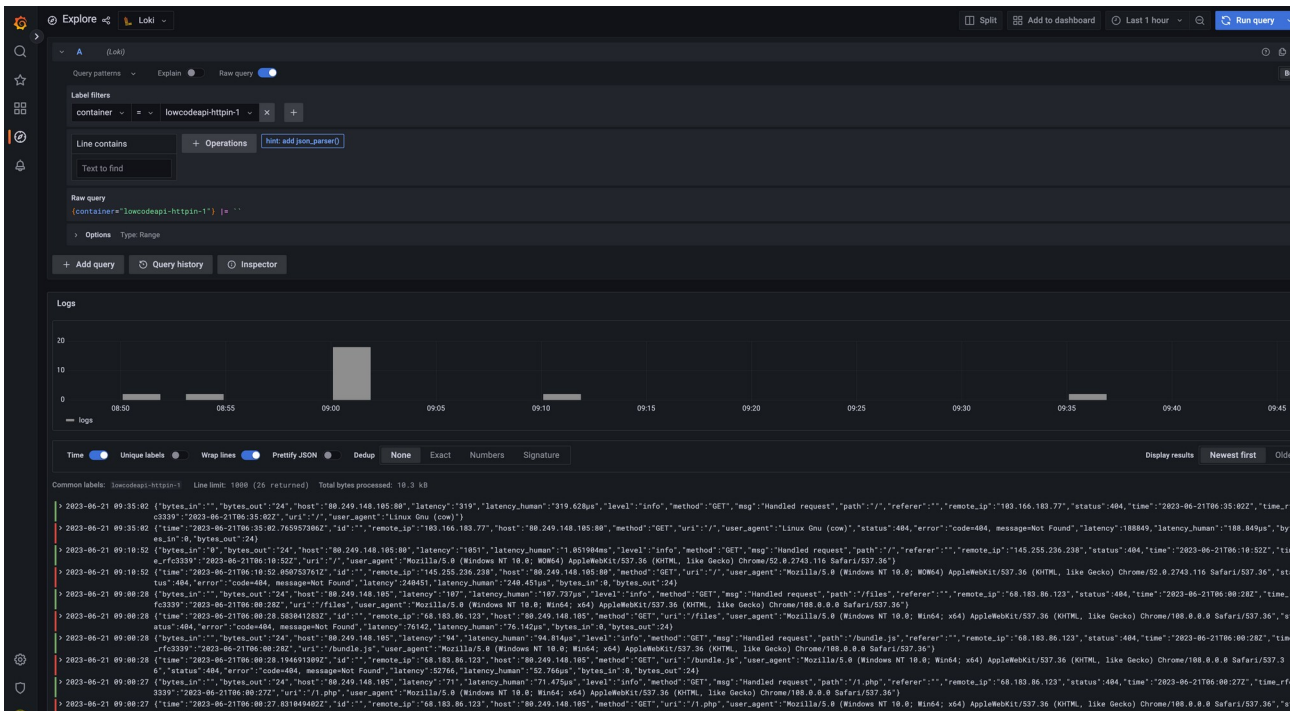 Explore Loki Split Add to dashboard Last 1 hour Run query
A (Loki)
Query patterns Explain Raw query
Label filters
container = lowcodeapi-httpin-1 × +
Line contains + Operations hint: add json_parser()
Text to find
Raw query
{container="lowcodeapi-httpin-1"} |= ``
Options Type: Range
+ Add query Query history Inspector
Logs
20
10
0
08:50 08:55 09:00 09:05 09:10 09:15 09:20 09:25 09:30 09:35 09:40 09:45
logs
Time Unique labels Wrap lines Prettify JSON Dedup None Exact Numbers Signature Display results Newest first
Common labels: lowcodeapi-httpin-1 Line limit: 1000 (26 returned) Total bytes processed: 10.3 kB
> 2023-06-21 09:35:02 {"bytes_in":"","bytes_out":"24","host":"80.249.148.105:80","latency":"319","latency_human":"319.628µs","level":"info","method":"GET","msg":"Handled request","path":"/","referer":"","remote_ip":"103.166.183.77","status":404,"time":"2023-06-21T06:35:02Z","time_r
c3339":"2023-06-21T06:35:02Z","uri":"/","user_agent":"Linux Gnu (cow)"}
> 2023-06-21 09:35:02 {"time":"2023-06-21T06:35:02.765957306Z","id":"","remote_ip":"103.166.183.77","host":"80.249.148.105:80","method":"GET","uri":"/","user_agent":"Linux Gnu (cow)","status":404,"error":"code=404, message=Not Found","latency":188849,"latency_human":"188.849µs","by
es_in":0,"bytes_out":24}
> 2023-06-21 09:10:52 {"bytes_in":"0","bytes_out":"24","host":"80.249.148.105:80","latency":"1051","latency_human":"1.051904ms","level":"info","method":"GET","msg":"Handled request","path":"/","referer":"","remote_ip":"145.255.236.238","status":404,"time":"2023-06-21T06:10:52Z","ti
e_rfc3339":"2023-06-21T06:10:52Z","uri":"/","user_agent":"Mozilla/5.0 (Windows NT 10.0; WOW64) AppleWebKit/537.36 (KHTML, like Gecko) Chrome/52.0.2743.116 Safari/537.36"}
> 2023-06-21 09:10:52 {"time":"2023-06-21T06:10:52.050753761Z","id":"","remote_ip":"145.255.236.238","host":"80.249.148.105:80","method":"GET","uri":"/","user_agent":"Mozilla/5.0 (Windows NT 10.0; WOW64) AppleWebKit/537.36 (KHTML, like Gecko) Chrome/52.0.2743.116 Safari/537.36","st
tus":404,"error":"code=404, message=Not Found","latency":240451,"latency_human":"240.451µs","bytes_in":0,"bytes_out":24}
> 2023-06-21 09:00:28 {"bytes_in":"","bytes_out":"24","host":"80.249.148.105","latency":"107","latency_human":"107.737µs","level":"info","method":"GET","msg":"Handled request","path":"/files","referer":"","remote_ip":"68.183.86.123","status":404,"time":"2023-06-21T06:00:28Z","time_
fc3339":"2023-06-21T06:00:28Z","uri":"/files","user_agent":"Mozilla/5.0 (Windows NT 10.0; Win64; x64) AppleWebKit/537.36 (KHTML, like Gecko) Chrome/108.0.0.0 Safari/537.36"}
> 2023-06-21 09:00:28 {"time":"2023-06-21T06:00:28.583041283Z","id":"","remote_ip":"68.183.86.123","host":"80.249.148.105","method":"GET","uri":"/files","user_agent":"Mozilla/5.0 (Windows NT 10.0; Win64; x64) AppleWebKit/537.36 (KHTML, like Gecko) Chrome/108.0.0.0 Safari/537.36","s
atus":404,"error":"code=404, message=Not Found","latency":76142,"latency_human":"76.142µs","bytes_in":0,"bytes_out":24}
> 2023-06-21 09:00:28 {"bytes_in":"","bytes_out":"24","host":"80.249.148.105","latency":"94","latency_human":"94.814µs","level":"info","method":"GET","msg":"Handled request","path":"/bundle.js","referer":"","remote_ip":"68.183.86.123","status":404,"time":"2023-06-21T06:00:28Z","tim
_rfc3339":"2023-06-21T06:00:28Z","uri":"/bundle.js","user_agent":"Mozilla/5.0 (Windows NT 10.0; Win64; x64) AppleWebKit/537.36 (KHTML, like Gecko) Chrome/108.0.0.0 Safari/537.36"}
> 2023-06-21 09:00:28 {"time":"2023-06-21T06:00:28.194691309Z","id":"","remote_ip":"68.183.86.123","host":"80.249.148.105","method":"GET","uri":"/bundle.js","user_agent":"Mozilla/5.0 (Windows NT 10.0; Win64; x64) AppleWebKit/537.36 (KHTML, like Gecko) Chrome/108.0.0.0 Safari/537.3
6","status":404,"error":"code=404, message=Not Found","latency":52766,"latency_human":"52.766µs","bytes_in":0,"bytes_out":24}
> 2023-06-21 09:00:27 {"bytes_in":"","bytes_out":"24","host":"80.249.148.105","latency":"71","latency_human":"71.475µs","level":"info","method":"GET","msg":"Handled request","path":"/1.php","referer":"","remote_ip":"68.183.86.123","status":404,"time":"2023-06-21T06:00:27Z","time_rf
3339":"2023-06-21T06:00:27Z","uri":"/1.php","user_agent":"Mozilla/5.0 (Windows NT 10.0; Win64; x64) AppleWebKit/537.36 (KHTML, like Gecko) Chrome/108.0.0.0 Safari/537.36"}
> 2023-06-21 09:00:27 {"time":"2023-06-21T06:00:27.831049402Z","id":"","remote_ip":"68.183.86.123","host":"80.249.148.105","method":"GET","uri":"/1.php","user_agent":"Mozilla/5.0 (Windows NT 10.0; Win64; x64) AppleWebKit/537.36 (KHTML, like Gecko) Chrome/108.0.0.0 Safari/537.36","s